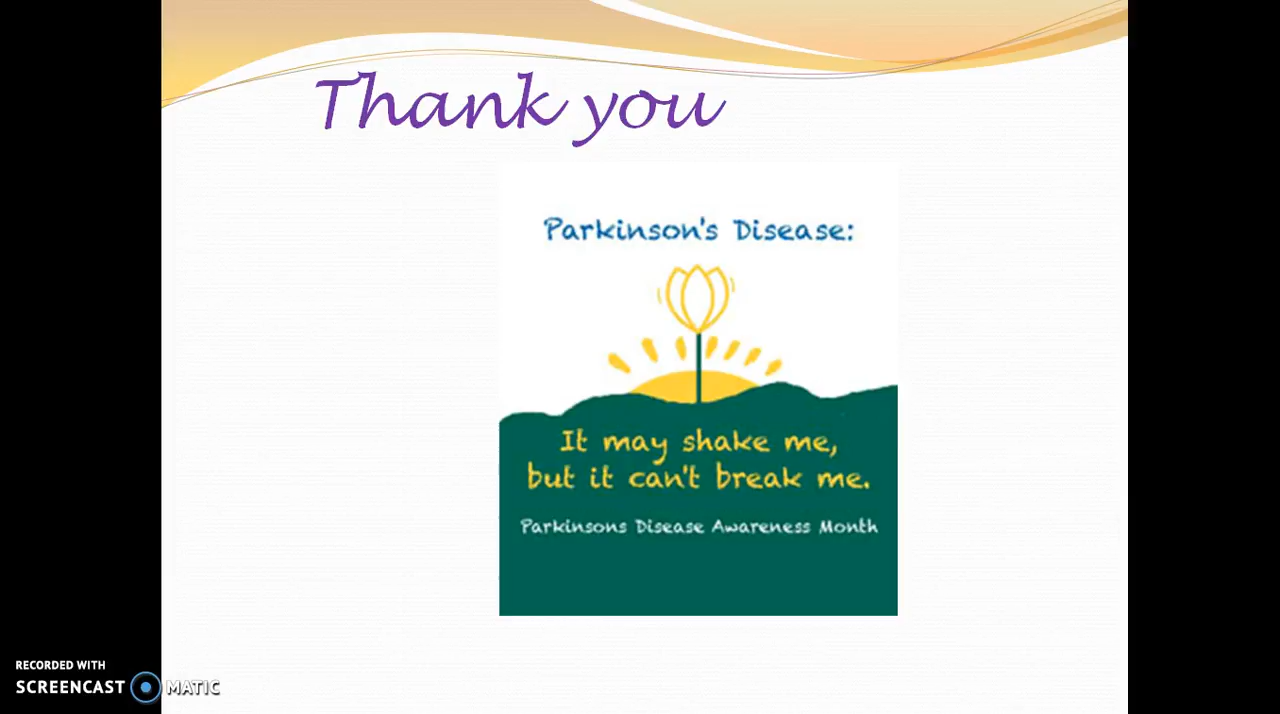 Thank you
Parkinson's Disease:
It may shake me,
but it can't break me.
Parkinsons Disease Awareness Month
RECORDED WITH
SCREENCAST MATIC